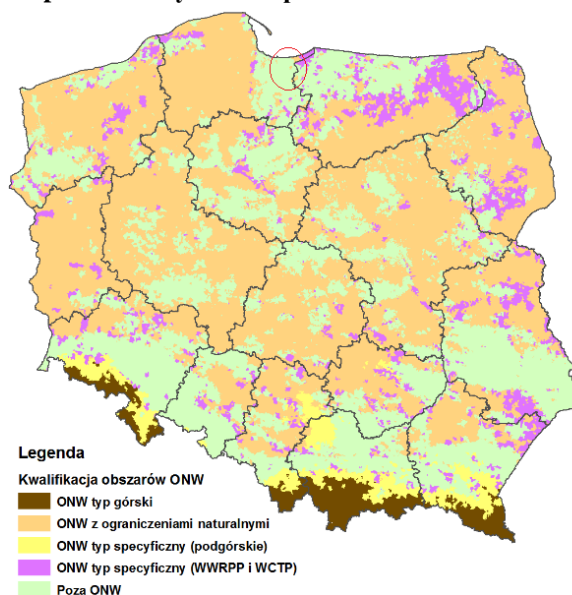 Legenda
Kwalifikacja obszarów ONW
ONW typ górski
ONW z ograniczeniami naturalnymi
ONW typ specyficzny (podgórskie)
ONW typ specyficzny (WWRPP i WCTP)
Poza ONW